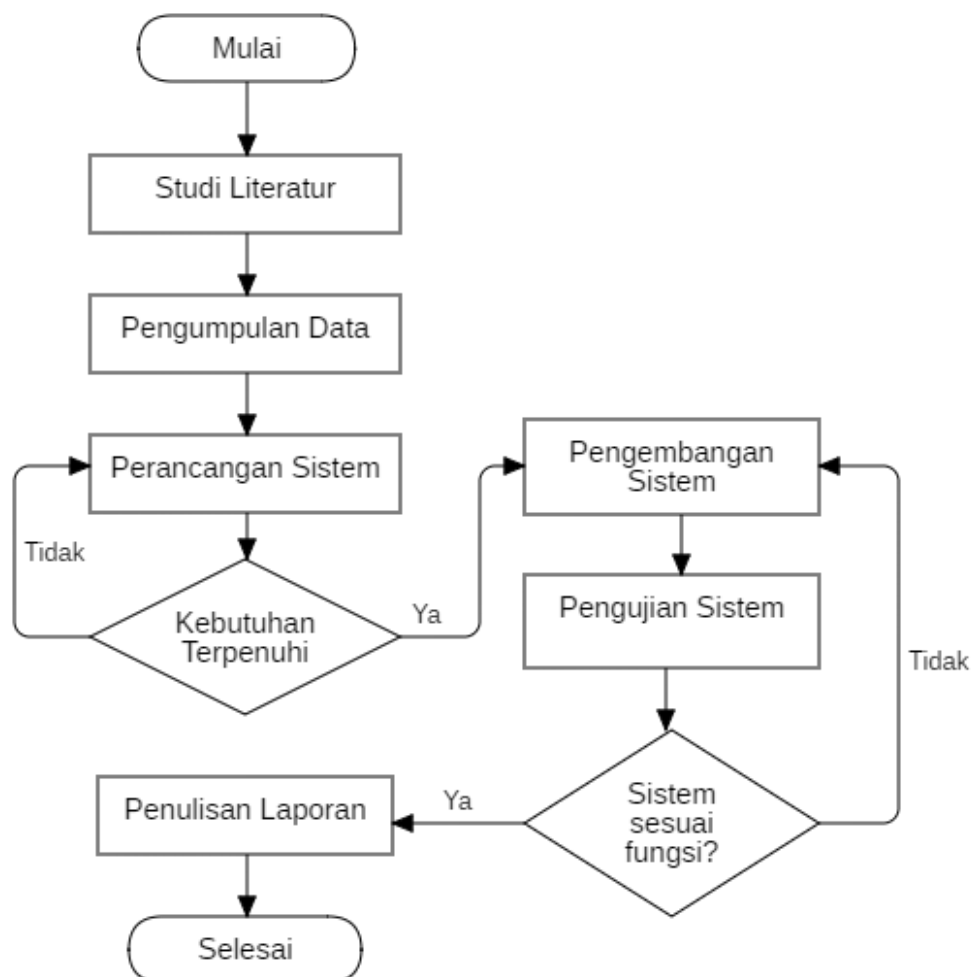 Mulai
Studi Literatur
Pengumpulan Data
Perancangan Sistem
Tidak
Kebutuhan
Terpenuhi
Ya
Pengembangan
Sistem
Pengujian Sistem
Tidak
Sistem
sesuai
fungsi?
Ya
Penulisan Laporan
Selesai